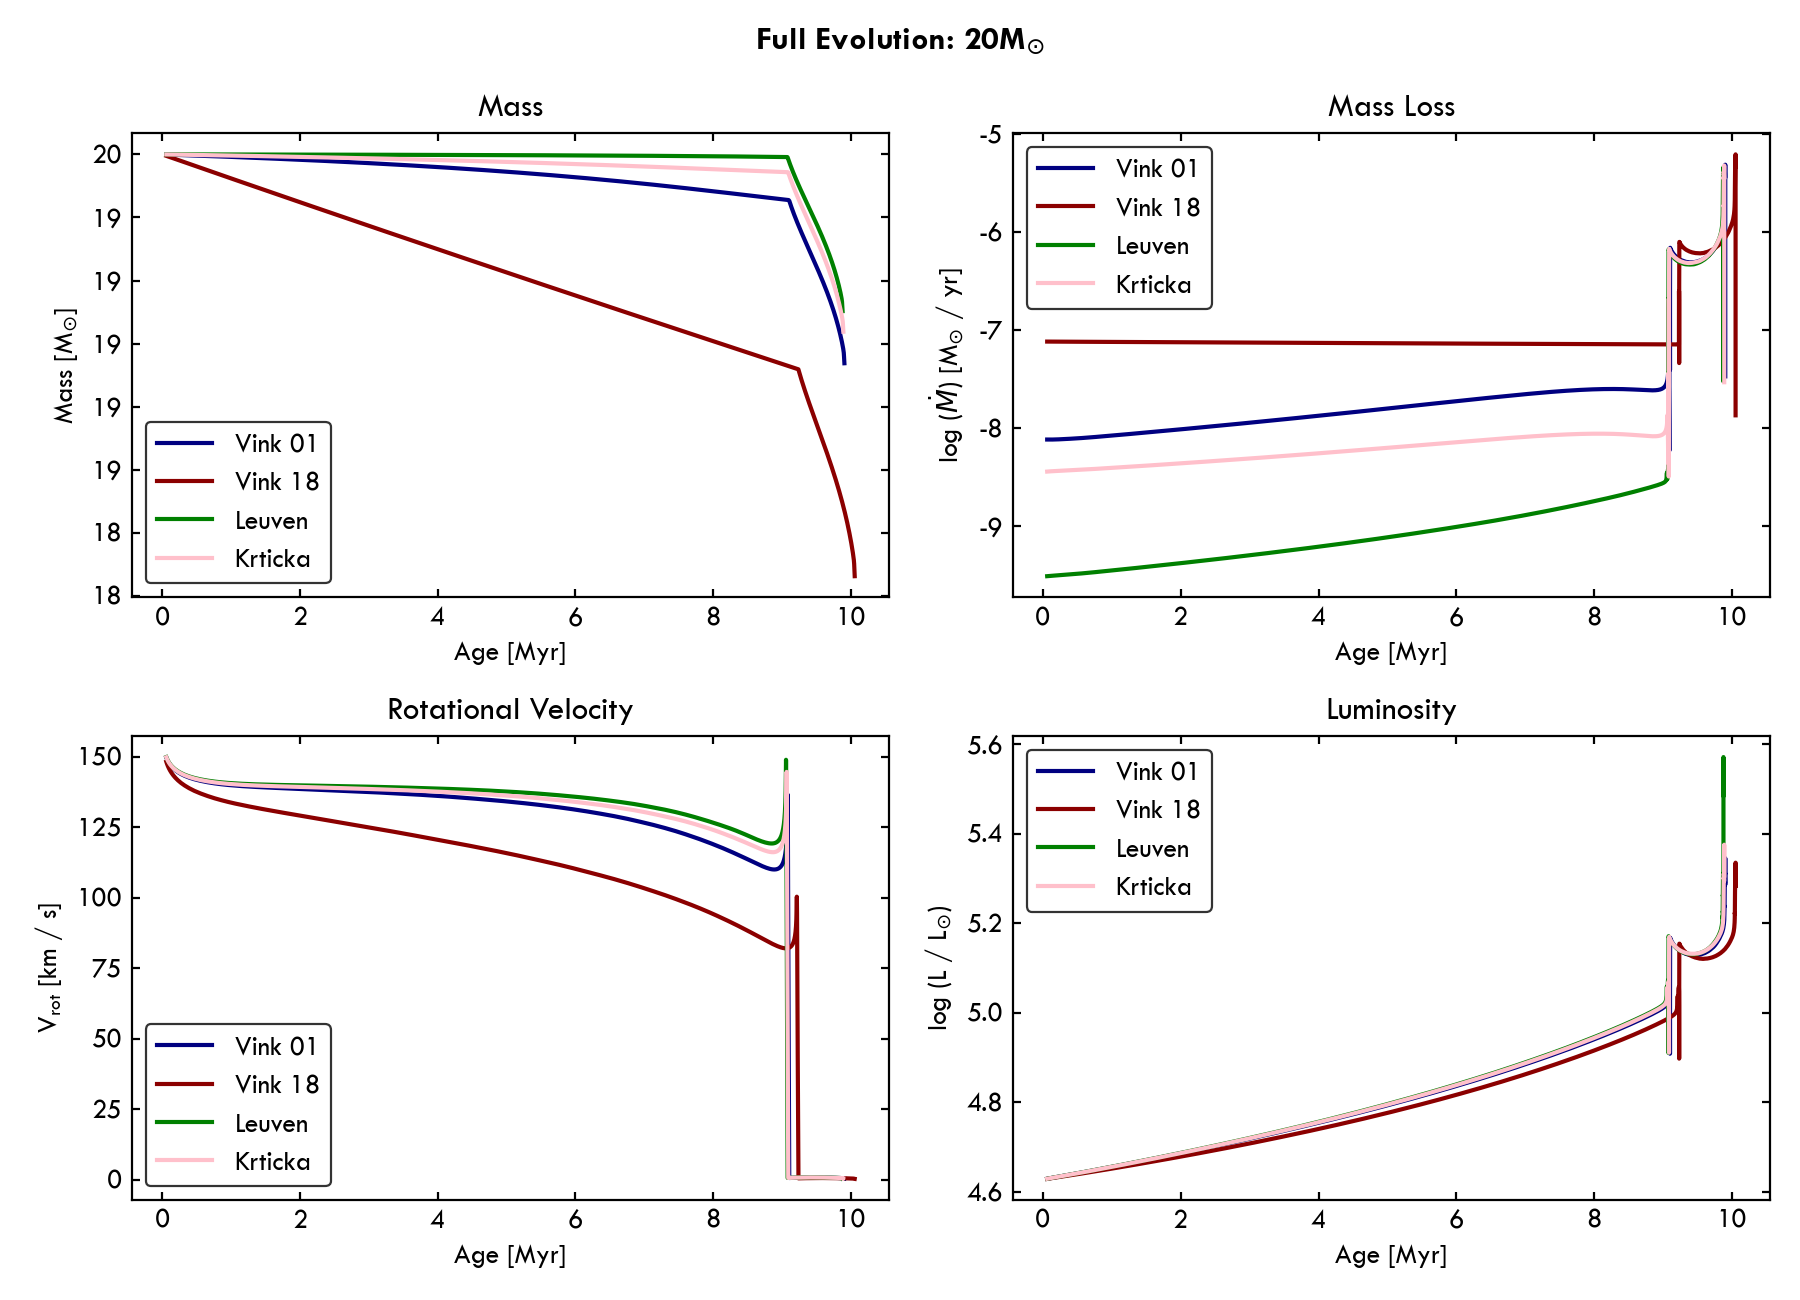 Full Evolution: 20M⊙
Mass
20
19
19
19
19
19
18
18
0 2 4 6 8 10
Mass [M⊙]
Age [Myr]
Vink 01
Vink 18
Leuven
Krticka
Mass Loss
-5
-6
-7
-8
-9
0 2 4 6 8 10
log (Ṁ) [M⊙ / yr]
Age [Myr]
Vink 01
Vink 18
Leuven
Krticka
Rotational Velocity
150
125
100
75
50
25
0
0 2 4 6 8 10
Vrot [km / s]
Age [Myr]
Vink 01
Vink 18
Leuven
Krticka
Luminosity
5.6
5.4
5.2
5.0
4.8
4.6
0 2 4 6 8 10
log (L / L⊙)
Age [Myr]
Vink 01
Vink 18
Leuven
Krticka